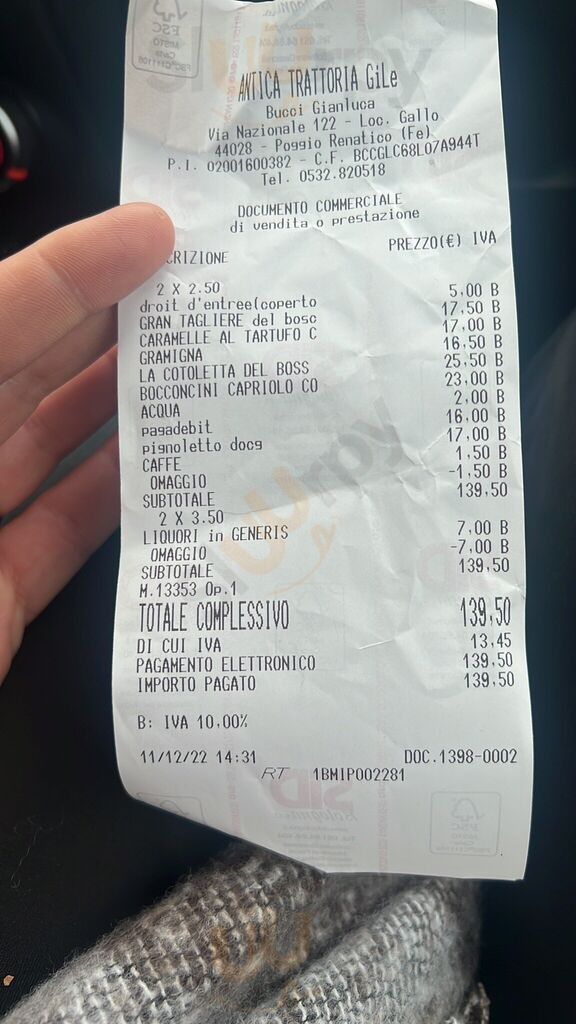 ANTICA TRATTORIA GiLe
Bucci Gianluca
Via Nazionale 122 - Loc. Gallo
44028 - Poggio Renatico (Fe)
P.I. 02001600382 - C.F. BCCGLC68L07A944T
Tel. 0532.820518
DOCUMENTO COMMERCIALE
di vendita o prestazione
CRIZIONE PREZZO(€) IVA
2 X 2.50
droit d'entree(coperto 5,00 B
GRAN TAGLIERE del bosc 17,50 B
CARAMELLE AL TARTUFO C 17,00 B
GRAMIGNA 16,50 B
LA COTOLETTA DEL BOSS 25,50 B
BOCCONCINI CAPRIOLO CO 23,00 B
ACQUA 2,00 B
pagadebit 16,00 B
pignoletto docg 17,00 B
CAFFE 1,50 B
OMAGGIO -1,50 B
SUBTOTALE 139,50
2 X 3.50
LIQUORI in GENERIS 7,00 B
OMAGGIO -7,00 B
SUBTOTALE 139,50
M.13353 Op.1
TOTALE COMPLESSIVO 139,50
DI CUI IVA 13,45
PAGAMENTO ELETTRONICO 139,50
IMPORTO PAGATO 139,50
B: IVA 10,00%
11/12/22 14:31 DOC.1398-0002
RT 1BMIP002281